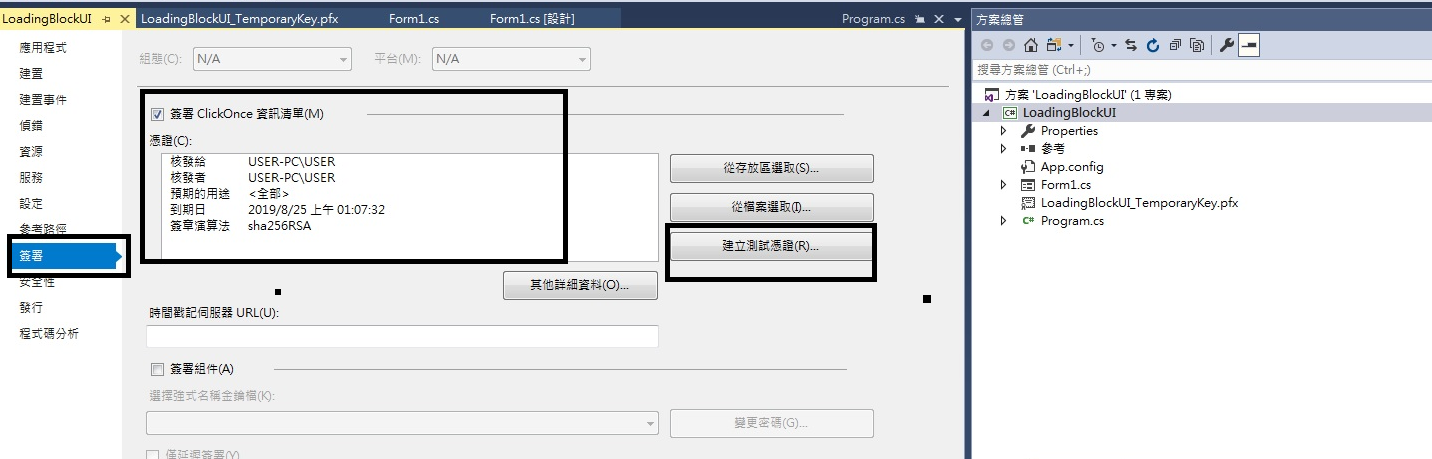 LoadingBlockUI
LoadingBlockUI_TemporaryKey.pfx
Form1.cs
Form1.cs [設計]
Program.cs
應用程式
建置
建置事件
偵錯
資源
服務
設定
參考路徑
簽署
安全性
發行
程式碼分析
組態(C):
N/A
平台(M):
N/A
簽署 ClickOnce 資訊清單(M)
憑證(C):
核發給 USER-PC\USER
核發者 USER-PC\USER
預期的用途 <全部>
到期日 2019/8/25 上午 01:07:32
簽章演算法 sha256RSA
從存放區選取(S)...
從檔案選取(I)...
建立測試憑證(R)...
其他詳細資料(O)...
時間戳記伺服器 URL(U):
簽署組件(A)
選擇強式名稱金鑰檔(K):
變更密碼(G)...
僅延遲簽署(Y)
方案總管
搜尋方案總管 (Ctrl+;)
方案 'LoadingBlockUI' (1 專案)
C# LoadingBlockUI
Properties
參考
App.config
Form1.cs
LoadingBlockUI_TemporaryKey.pfx
C# Program.cs